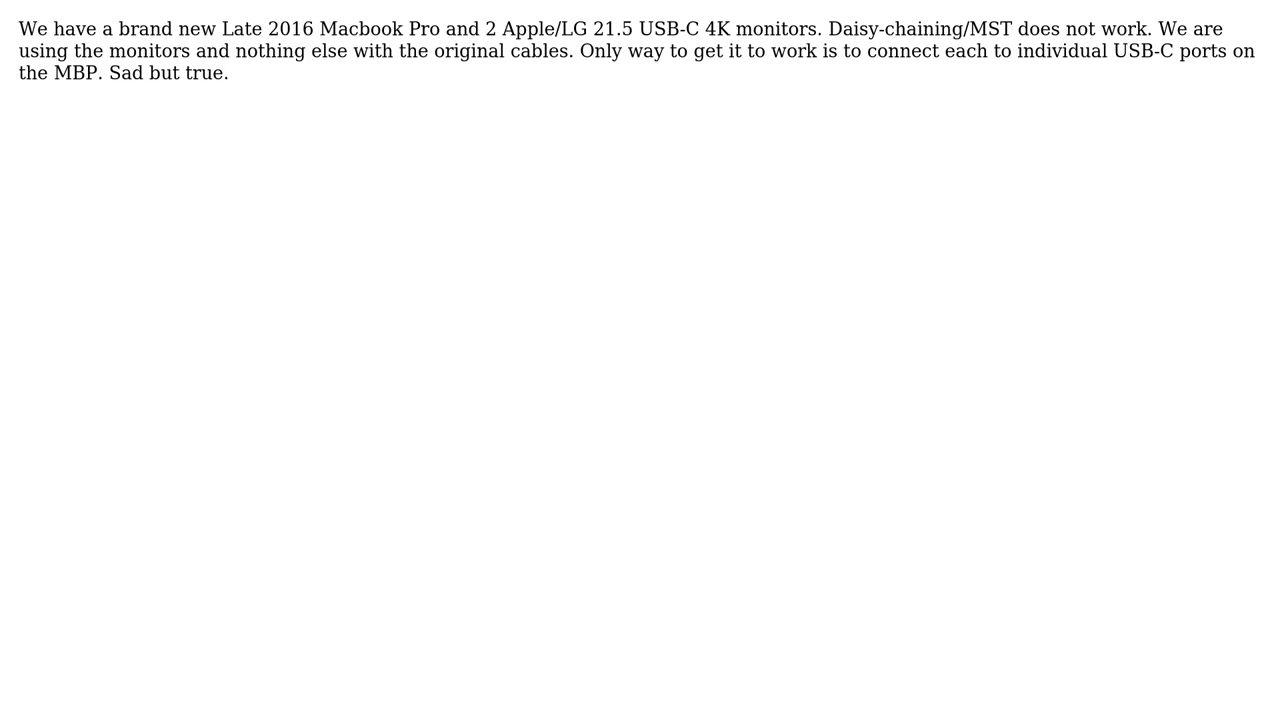 We have a brand new Late 2016 Macbook Pro and 2 Apple/LG 21.5 USB-C 4K monitors. Daisy-chaining/MST does not work. We are
using the monitors and nothing else with the original cables. Only way to get it to work is to connect each to individual USB-C ports on
the MBP. Sad but true.